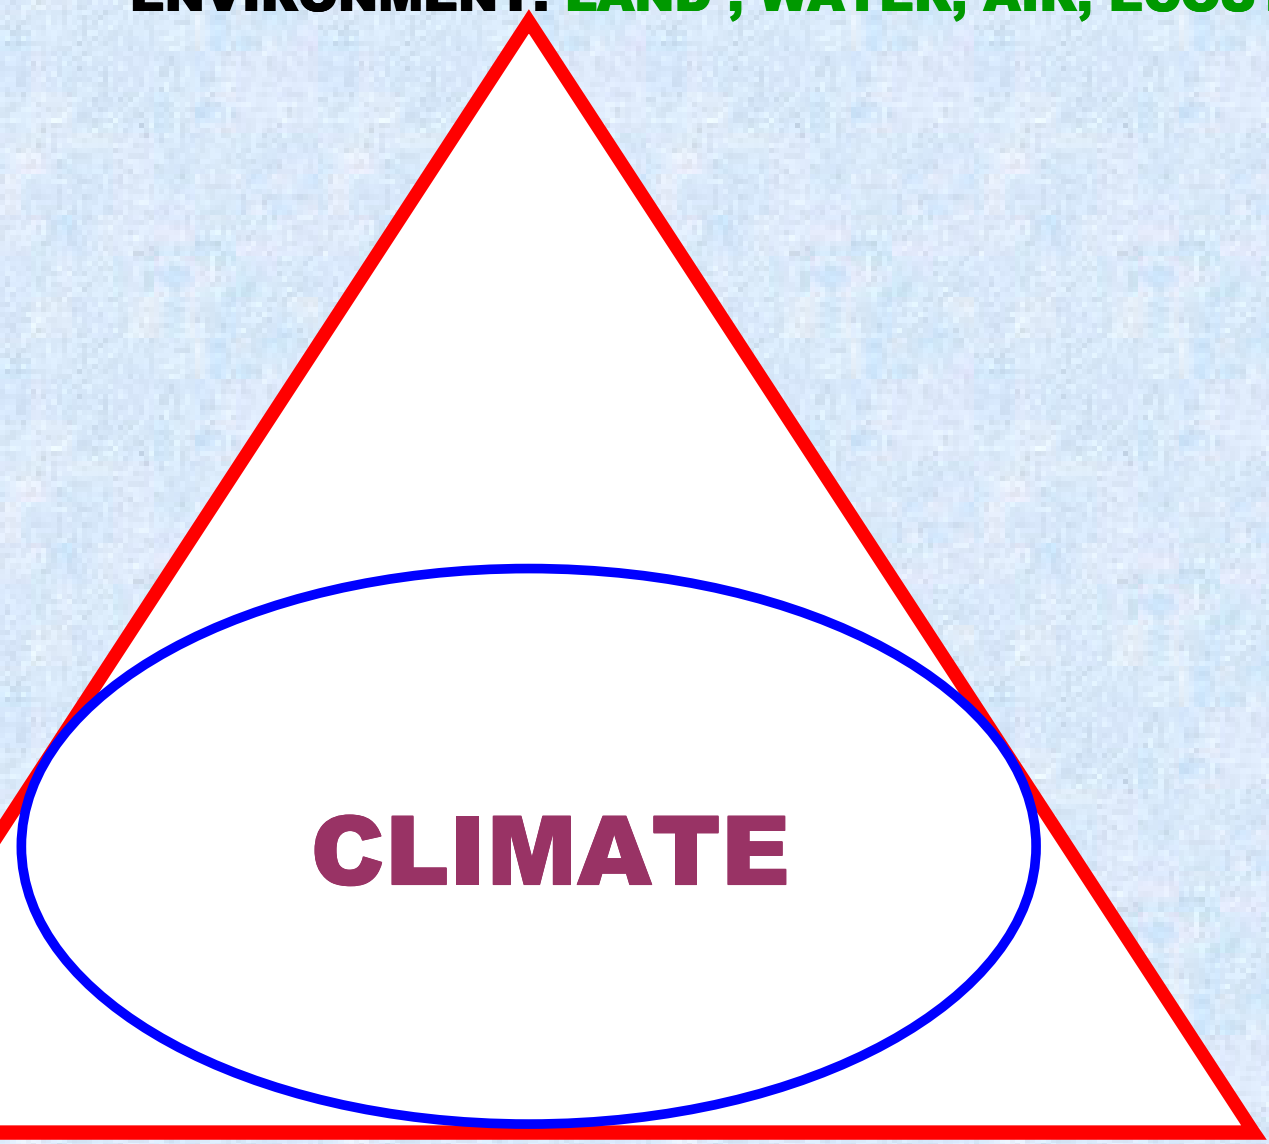 ENVIRONMENT: LAND , WATER, AIR,
CLIMATE